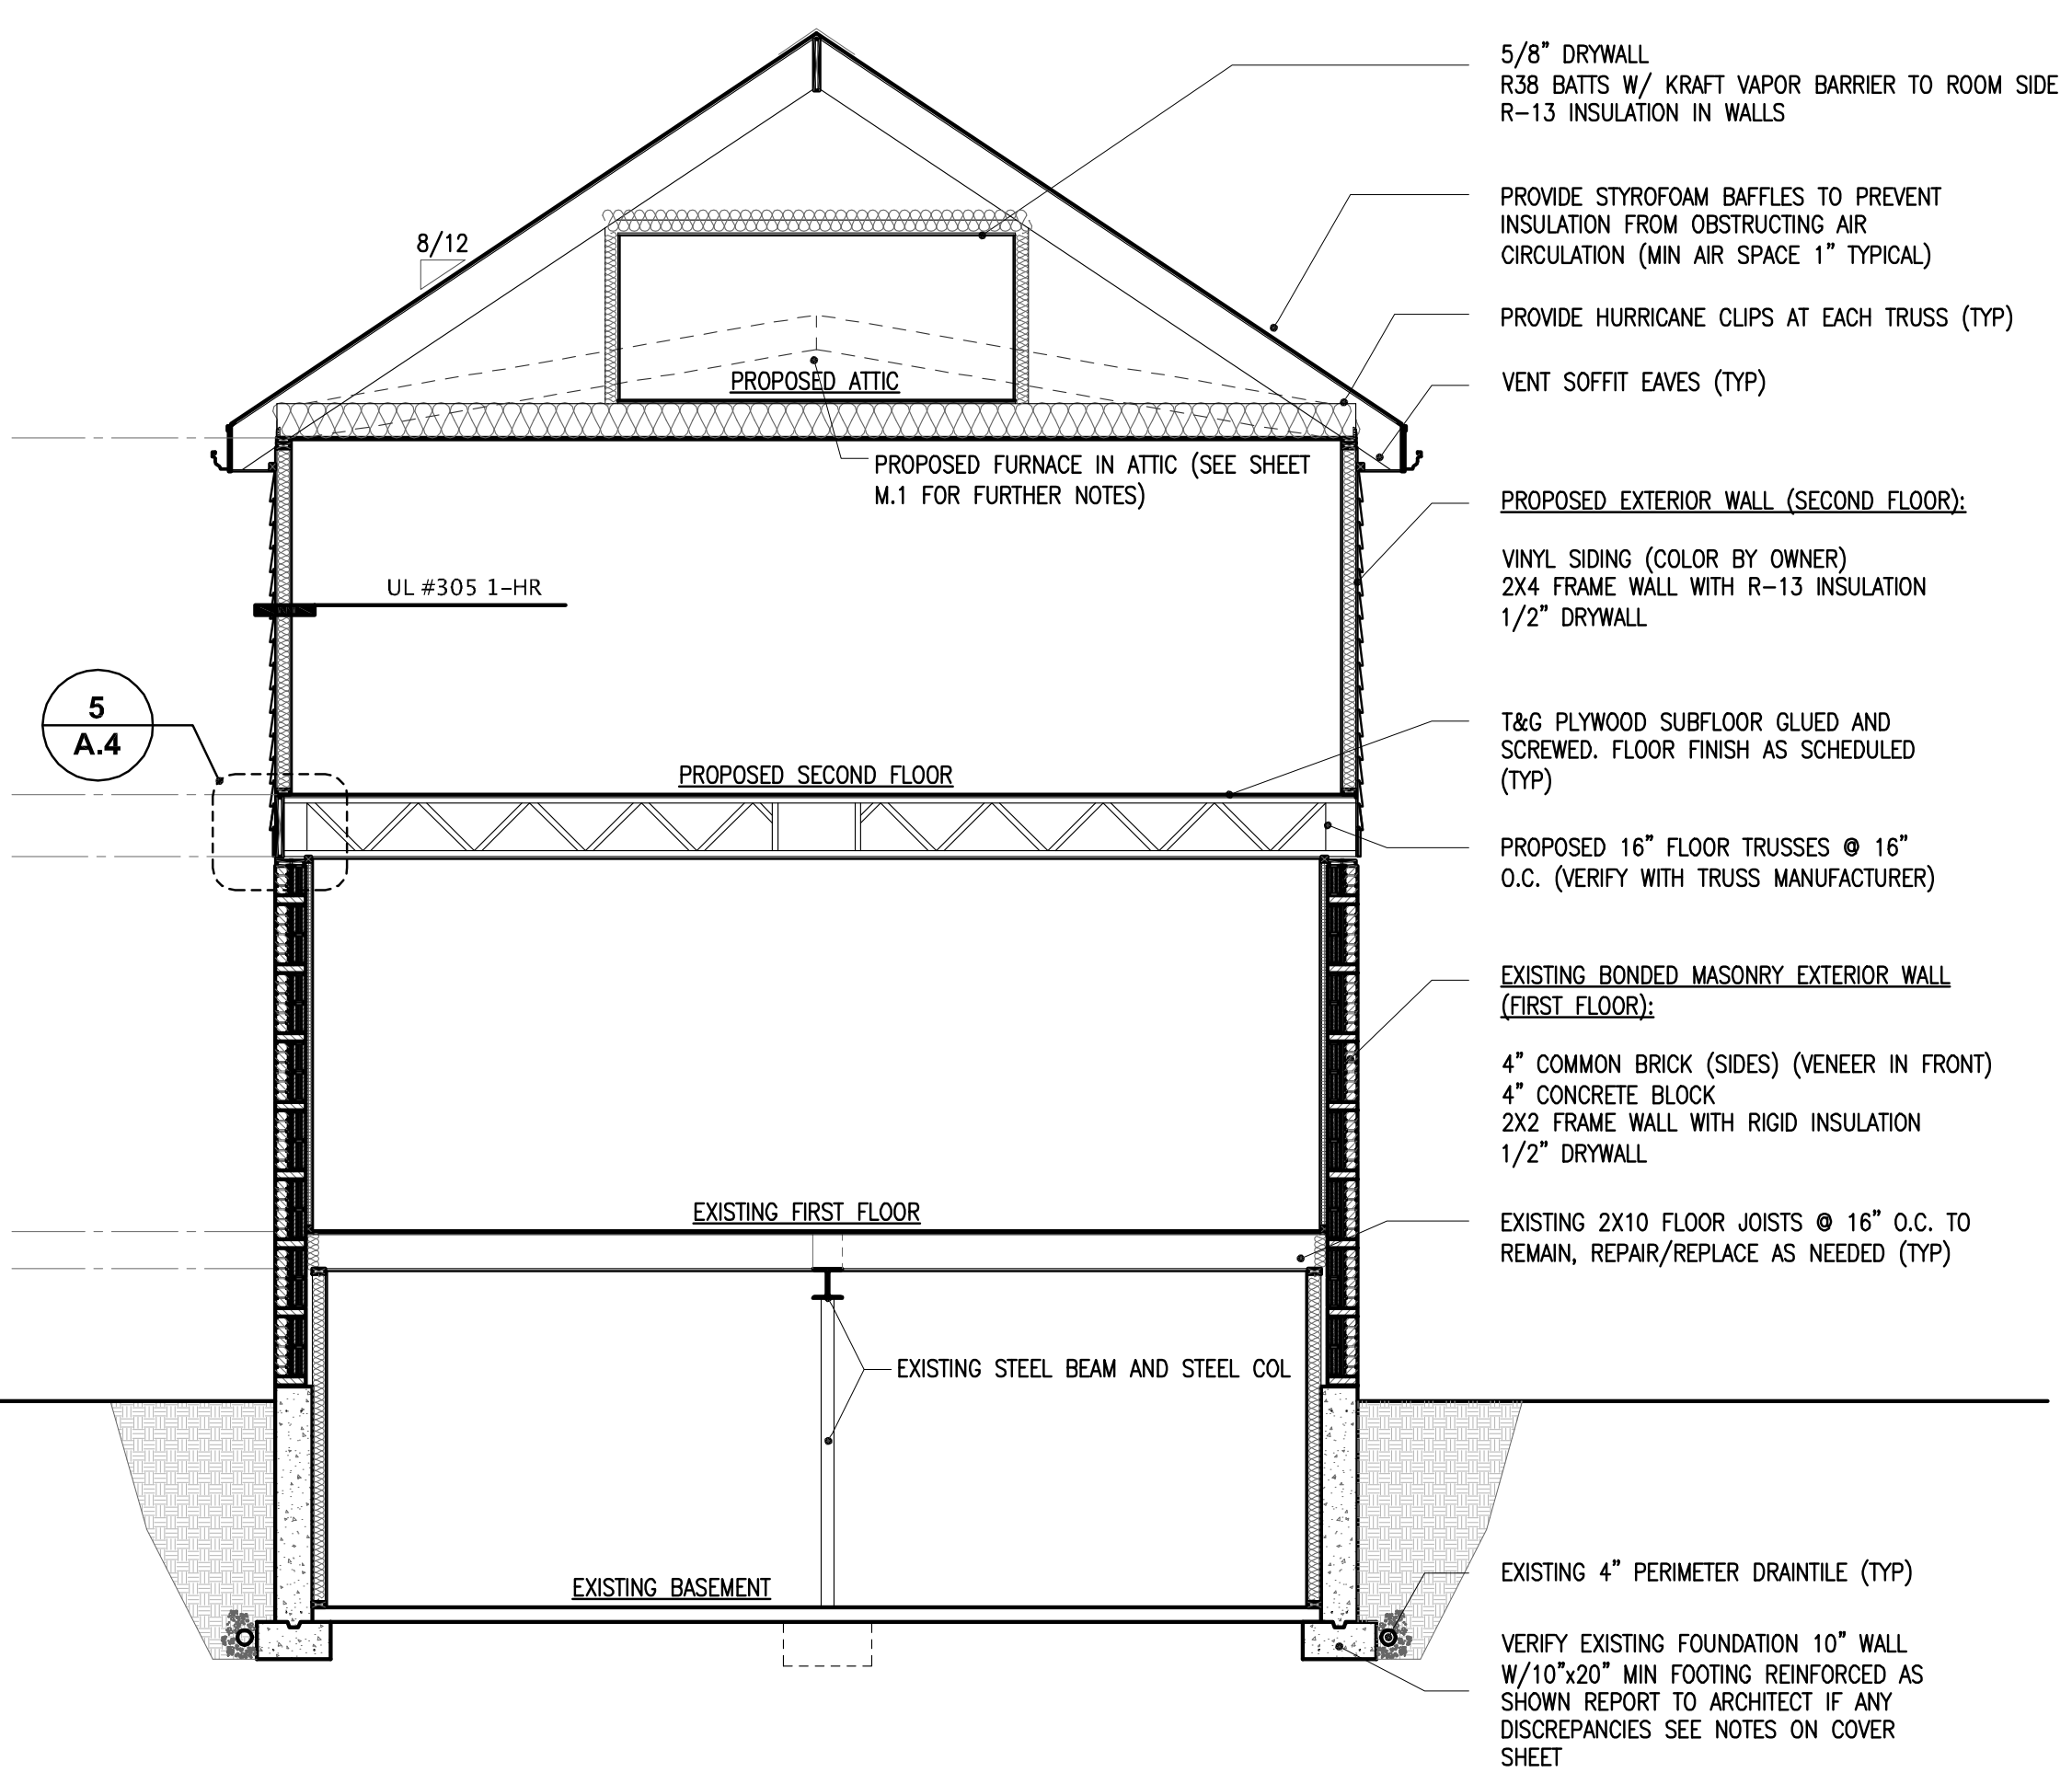 5/8" DRYWALL
R38 BATTS W/ KRAFT VAPOR BARRIER TO ROOM SIDE
R-13 INSULATION IN WALLS
PROVIDE STYROFOAM BAFFLES TO PREVENT
INSULATION FROM OBSTRUCTING AIR
CIRCULATION (MIN AIR SPACE 1" TYPICAL)
8/12
PROVIDE HURRICANE CLIPS AT EACH TRUSS (TYP)
PROPOSED ATTIC
VENT SOFFIT EAVES (TYP)
PROPOSED FURNACE IN ATTIC (SEE SHEET
M.1 FOR FURTHER NOTES)
PROPOSED EXTERIOR WALL (SECOND FLOOR):
VINYL SIDING (COLOR BY OWNER)
2X4 FRAME WALL WITH R-13 INSULATION
1/2" DRYWALL
UL #305 1-HR
5
A.4
T&G PLYWOOD SUBFLOOR GLUED AND
SCREWED. FLOOR FINISH AS SCHEDULED
(TYP)
PROPOSED SECOND FLOOR
PROPOSED 16" FLOOR TRUSSES @ 16"
O.C. (VERIFY WITH TRUSS MANUFACTURER)
EXISTING BONDED MASONRY EXTERIOR WALL
(FIRST FLOOR):
4" COMMON BRICK (SIDES) (VENEER IN FRONT)
4" CONCRETE BLOCK
2X2 FRAME WALL WITH RIGID INSULATION
1/2" DRYWALL
EXISTING FIRST FLOOR
EXISTING 2X10 FLOOR JOISTS @ 16" O.C. TO
REMAIN, REPAIR/REPLACE AS NEEDED (TYP)
EXISTING STEEL BEAM AND STEEL COL
EXISTING BASEMENT
EXISTING 4" PERIMETER DRAINTILE (TYP)
VERIFY EXISTING FOUNDATION 10" WALL
W/10"x20" MIN FOOTING REINFORCED AS
SHOWN REPORT TO ARCHITECT IF ANY
DISCREPANCIES SEE NOTES ON COVER
SHEET